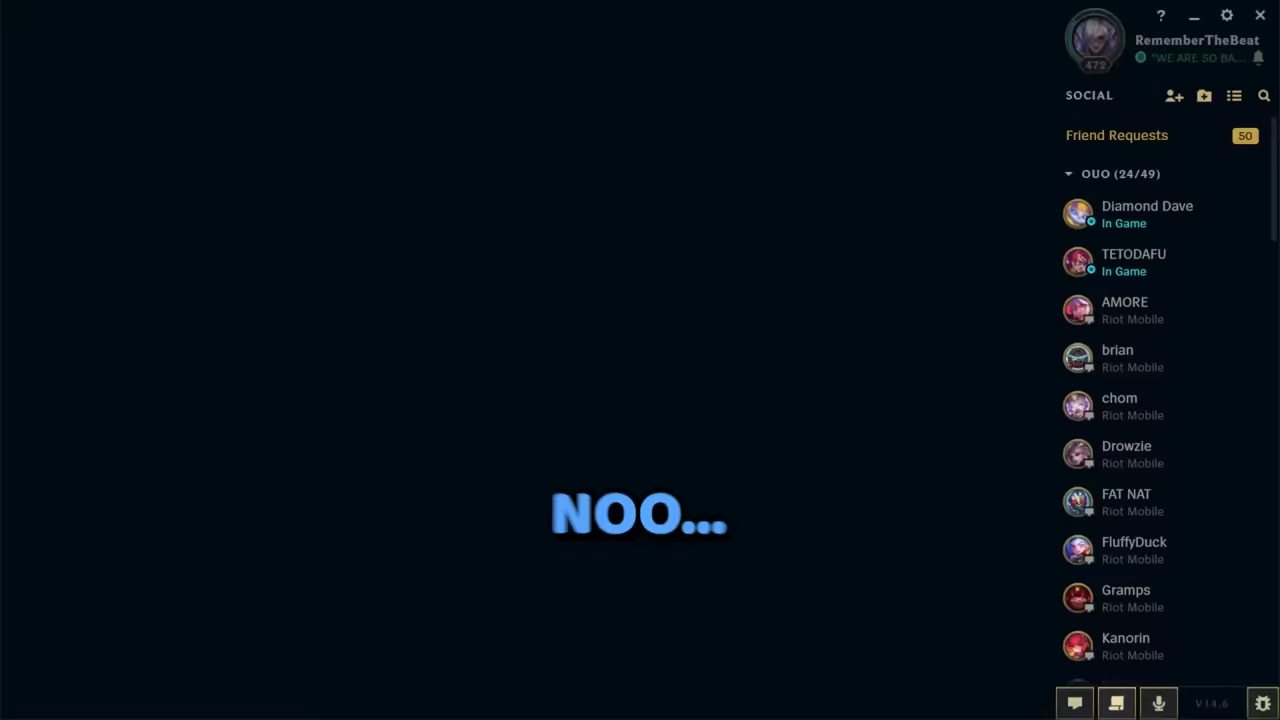 RememberTheBeat
472
"WE ARE SO BA...
SOCIAL
Friend Requests
50
OUO (24/49)
Diamond Dave
In Game
TETODAFU
In Game
AMORE
Riot Mobile
brian
Riot Mobile
chom
Riot Mobile
Drowzie
Riot Mobile
FAT NAT
Riot Mobile
FluffyDuck
Riot Mobile
Gramps
Riot Mobile
Kanorin
Riot Mobile
NOO...
V14.6